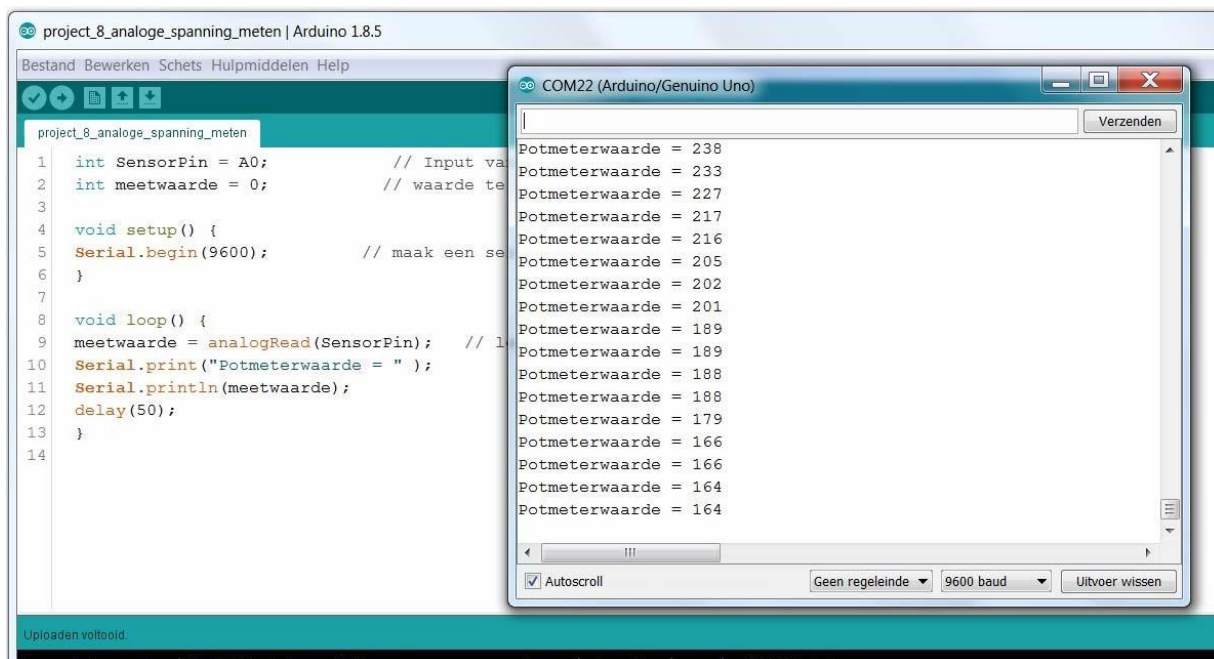 project_8_analoge_spanning_meten | Arduino 1.8.5
Bestand Bewerken Schets Hulpmiddelen Help
project_8_analoge_spanning_meten
1 int SensorPin = A0; // Input va
2 int meetwaarde = 0; // waarde te
3
4 void setup() {
5 Serial.begin(9600); // maak een se
6 }
7
8 void loop() {
9 meetwaarde = analogRead(SensorPin); // l
10 Serial.print("Potmeterwaarde = " );
11 Serial.println(meetwaarde);
12 delay(50);
13 }
14
Uploaden voltooid.
COM22 (Arduino/Genuino Uno)
Verzenden
Potmeterwaarde = 238
Potmeterwaarde = 233
Potmeterwaarde = 227
Potmeterwaarde = 217
Potmeterwaarde = 216
Potmeterwaarde = 205
Potmeterwaarde = 202
Potmeterwaarde = 201
Potmeterwaarde = 189
Potmeterwaarde = 189
Potmeterwaarde = 188
Potmeterwaarde = 188
Potmeterwaarde = 179
Potmeterwaarde = 166
Potmeterwaarde = 166
Potmeterwaarde = 164
Potmeterwaarde = 164
Autoscroll Geen regeleinde 9600 baud Uitvoer wissen